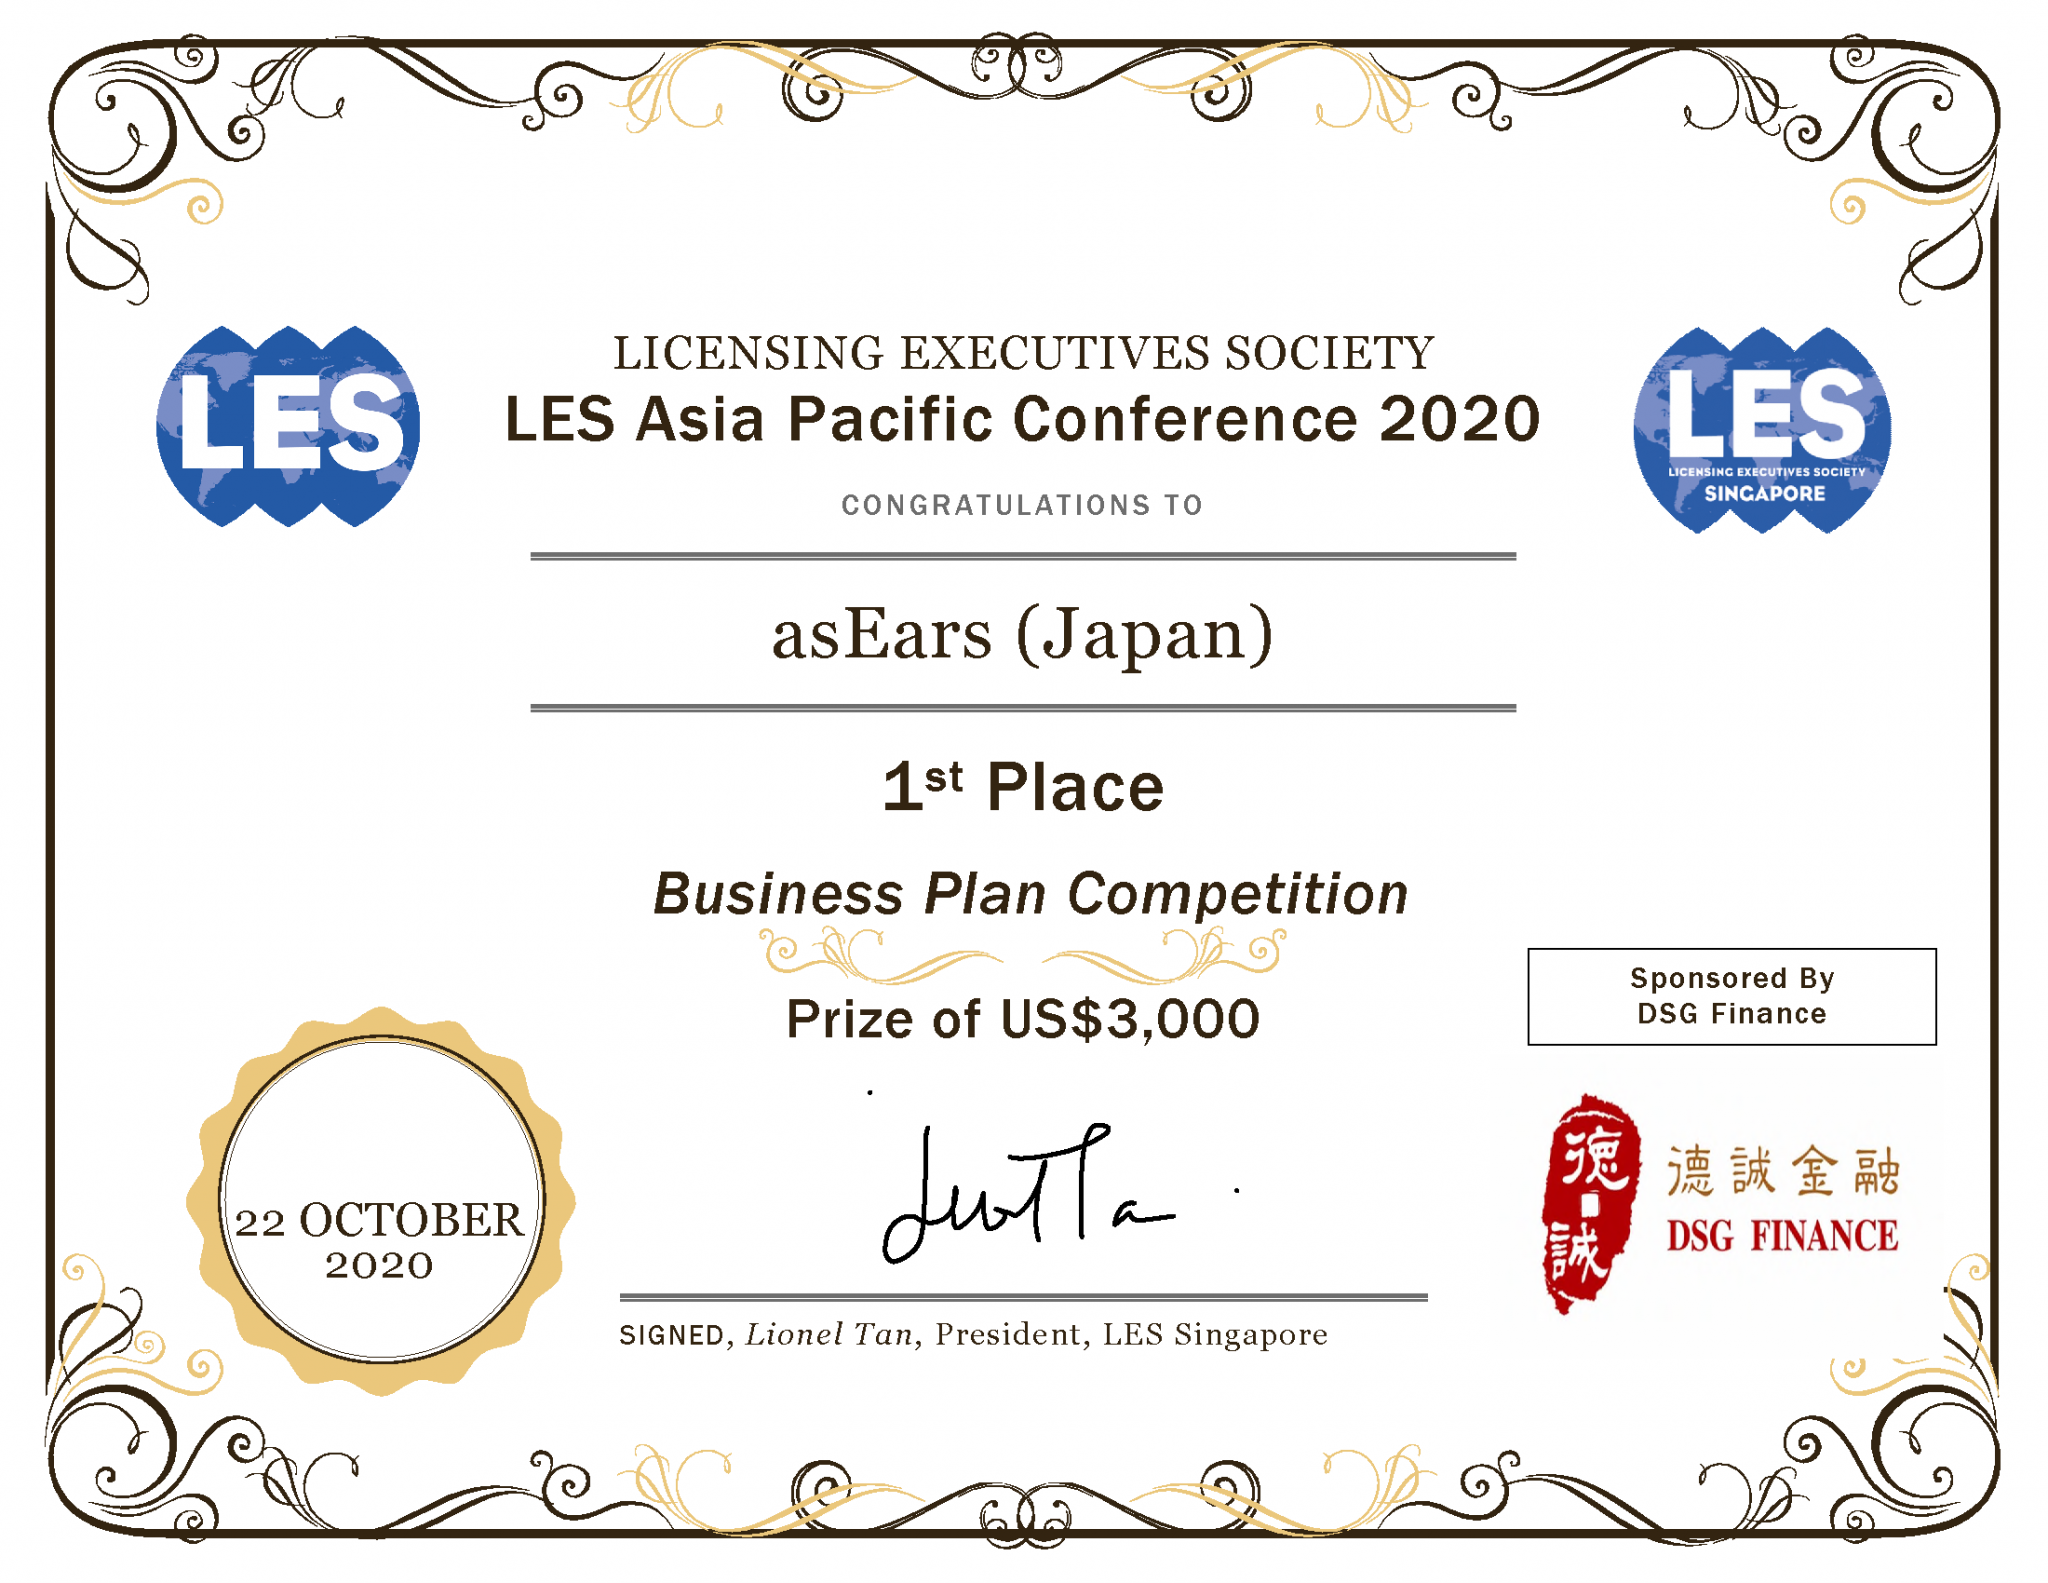 LES
LICENSING EXECUTIVES SOCIETY
LES Asia Pacific Conference 2020
LES
LICENSING EXECUTIVES SOCIETY
SINGAPORE
CONGRATULATIONS TO
asEars (Japan)
1st Place
Business Plan Competition
Prize of US$3,000
Sponsored By
DSG Finance
德誠
德誠金融
DSG FINANCE
22 OCTOBER
2020
SIGNED, Lionel Tan, President, LES Singapore